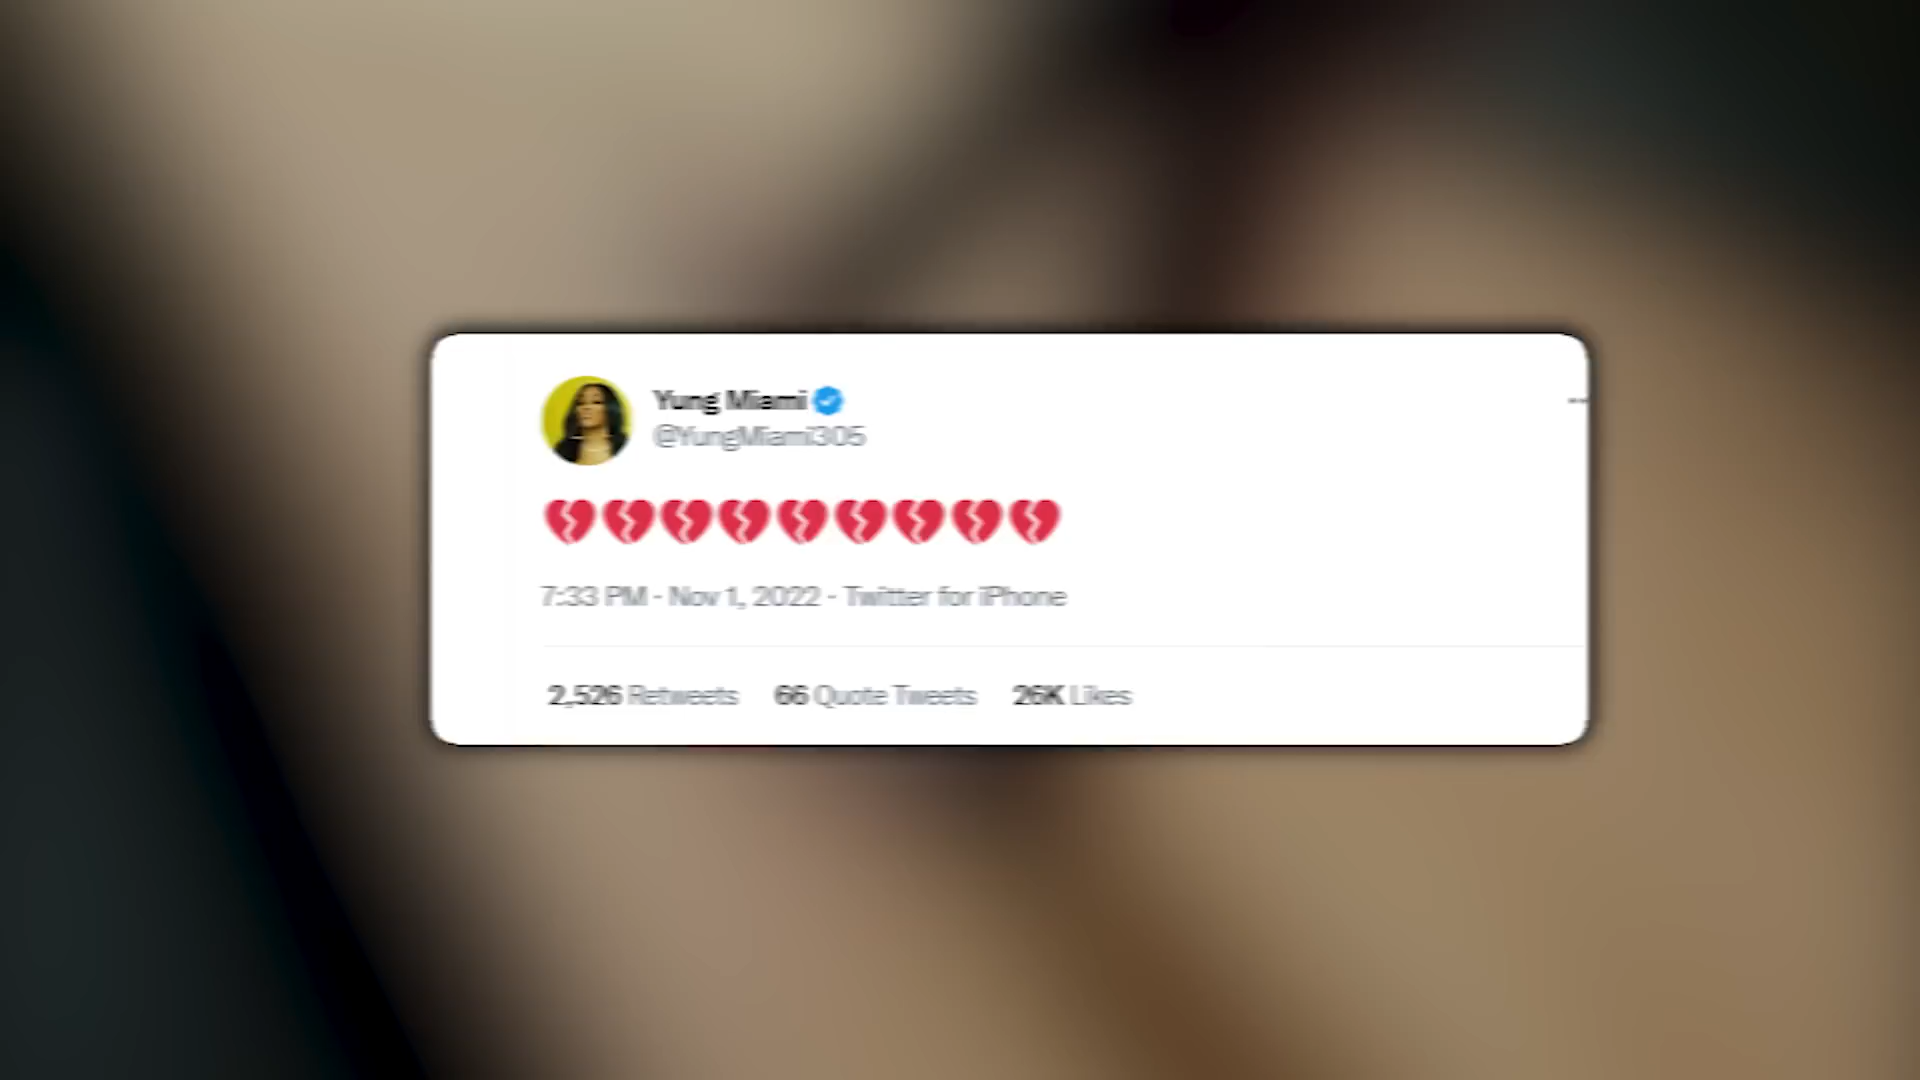 Yung Miami
@YungMiami305
💔💔💔💔💔💔💔💔💔
7:33 PM · Nov 1, 2022 · Twitter for iPhone
2,526 Retweets 66 Quote Tweets 26K Likes